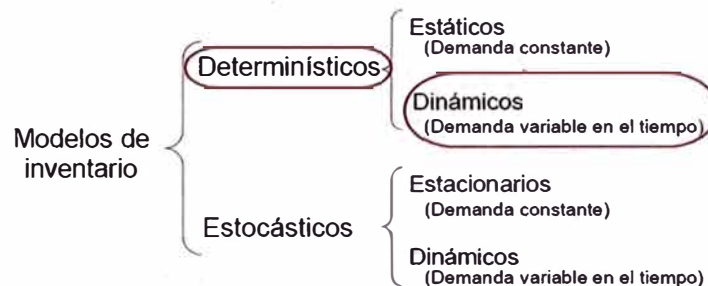 Estáticos
(Demanda constante)
Determinísticos
Dinámicos
(Demanda variable en el tiempo)
Modelos de
inventario
Estacionarios
(Demanda constante)
Estocásticos
Dinámicos
(Demanda variable en el tiempo)